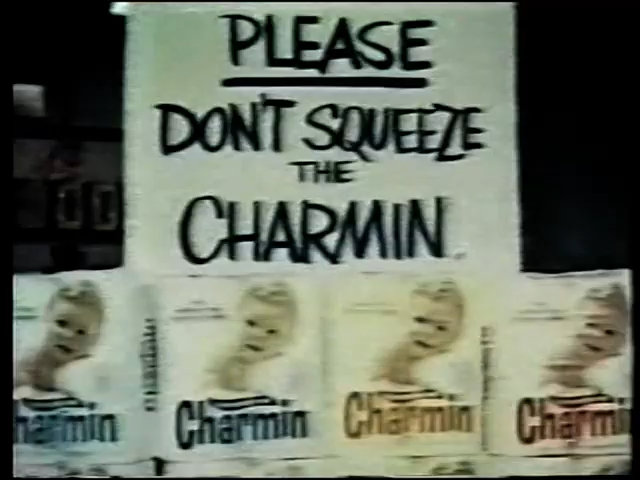 PLEASE
DON'T SQUEEZE
THE
CHARMIN.
Charmin Charmin Charmin Charmin